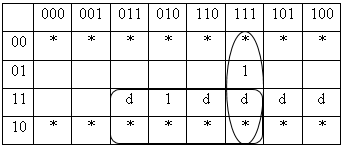 000 001 011 010 110 111 101 100
00 * * * * * * * *
01 1
11 d 1 d d d d
10 * * * * * * * *